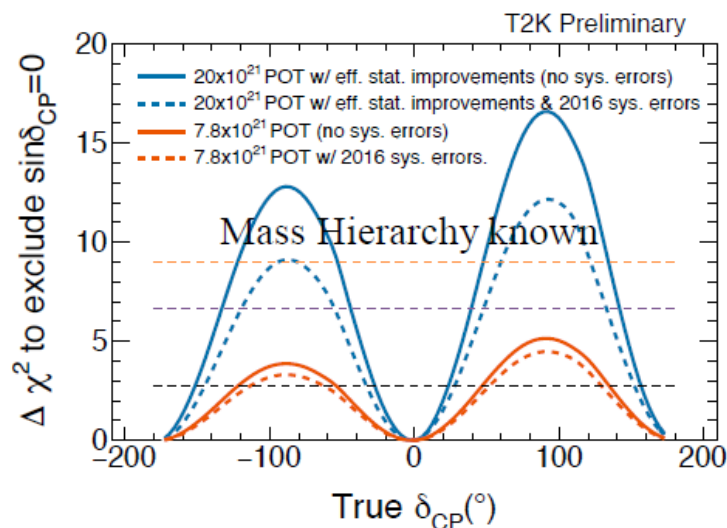 T2K Preliminary
20
15
10
5
0
Δ χ² to exclude sinδCP=0
20x10²¹ POT w/ eff. stat. improvements (no sys. errors)
20x10²¹ POT w/ eff. stat. improvements & 2016 sys. errors
7.8x10²¹ POT (no sys. errors)
7.8x10²¹ POT w/ 2016 sys. errors.
Mass Hierarchy known
−200 −100 0 100 200
True δCP(°)